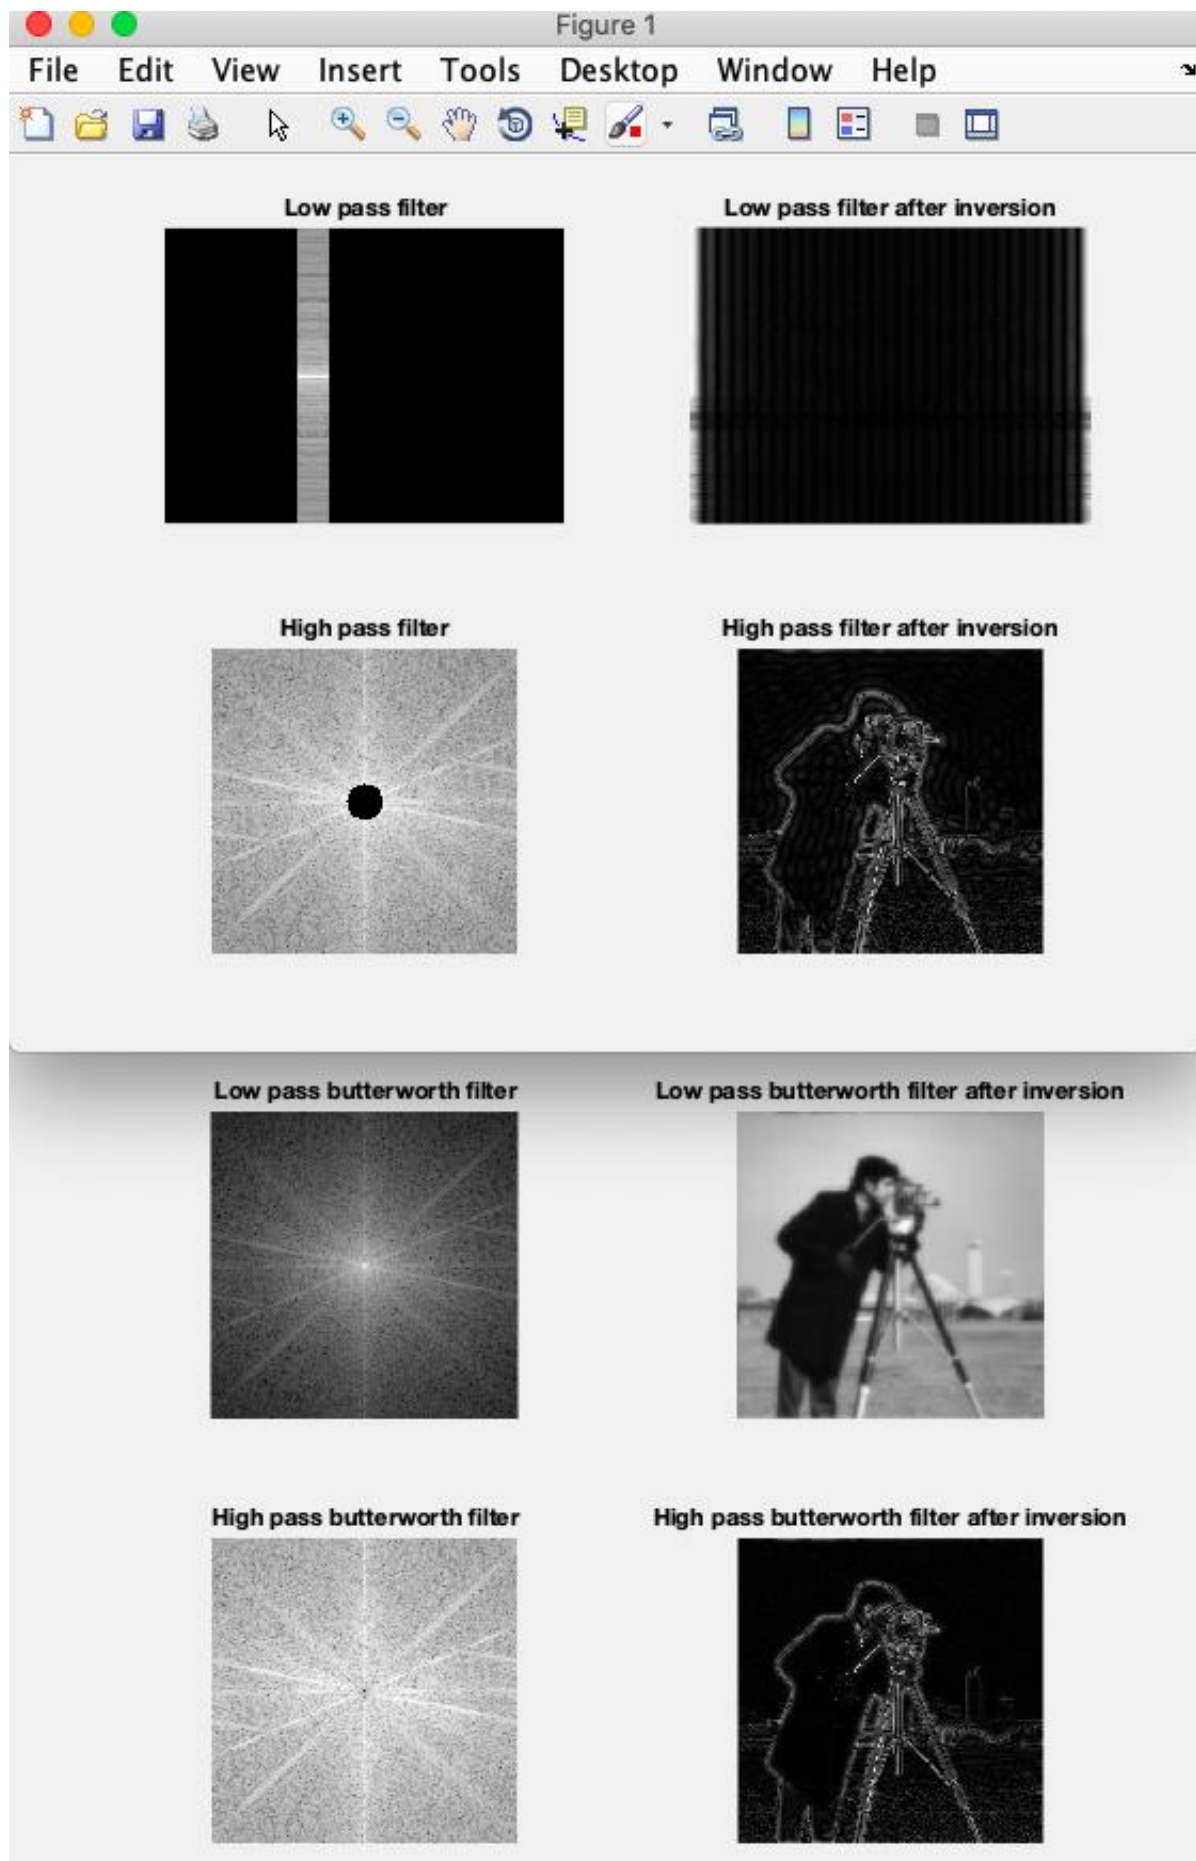 Figure 1
File Edit View Insert Tools Desktop Window Help
Low pass filter
Low pass filter after inversion
High pass filter
High pass filter after inversion
Low pass butterworth filter
Low pass butterworth filter after inversion
High pass butterworth filter
High pass butterworth filter after inversion